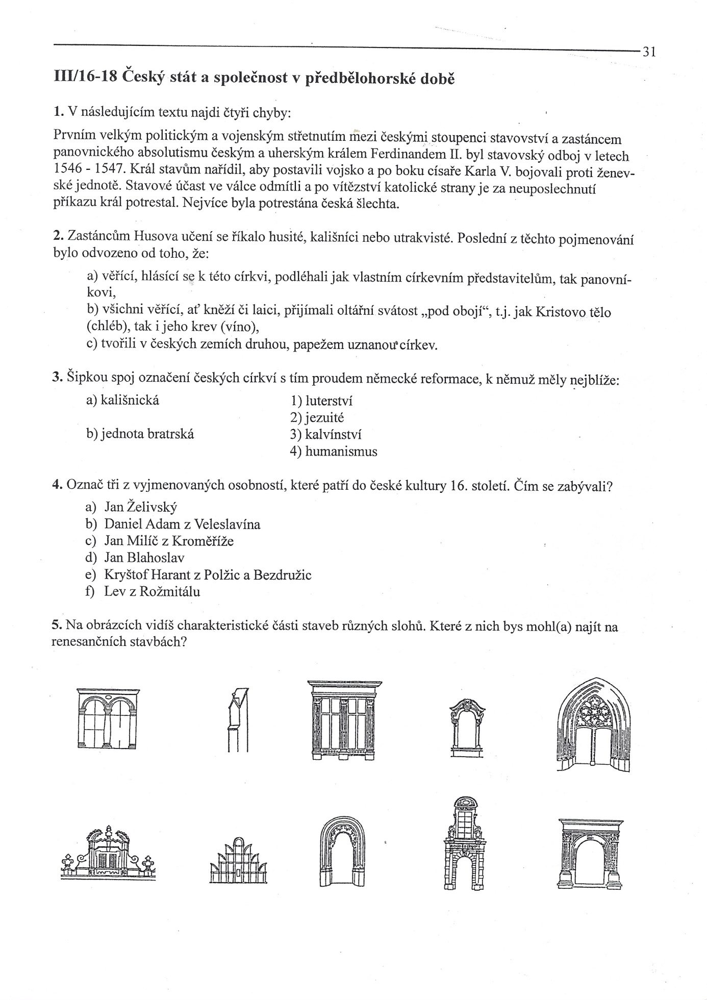 31
III/16-18 Český stát a společnost v předbělohorské době
1. V následujícím textu najdi čtyři chyby:
Prvním velkým politickým a vojenským střetnutím mezi českými stoupenci stavovství a zastáncem
panovnického absolutismu českým a uherským králem Ferdinandem II. byl stavovský odboj v letech
1546 - 1547. Král stavům nařídil, aby postavili vojsko a po boku císaře Karla V. bojovali proti ženev-
ské jednotě. Stavové účast ve válce odmítli a po vítězství katolické strany je za neuposlechnutí
příkazu král potrestal. Nejvíce byla potrestána česká šlechta.
2. Zastáncům Husova učení se říkalo husité, kališníci nebo utrakvisté. Poslední z těchto pojmenování
bylo odvozeno od toho, že:
a) věřící, hlásící se k této církvi, podléhali jak vlastním církevním představitelům, tak panovní-
kovi,
b) všichni věřící, ať kněží či laici, přijímali oltářní svátost „pod obojí“, t.j. jak Kristovo tělo
(chléb), tak i jeho krev (víno),
c) tvořili v českých zemích druhou, papežem uznanou církev.
3. Šipkou spoj označení českých církví s tím proudem německé reformace, k němuž měly nejblíže:
a) kališnická 1) luterství
2) jezuité
b) jednota bratrská 3) kalvínství
4) humanismus
4. Označ tři z vyjmenovaných osobností, které patří do české kultury 16. století. Čím se zabývali?
a) Jan Želivský
b) Daniel Adam z Veleslavína
c) Jan Milíč z Kroměříže
d) Jan Blahoslav
e) Kryštof Harant z Polžic a Bezdružic
f) Lev z Rožmitálu
5. Na obrázcích vidíš charakteristické části staveb různých slohů. Které z nich bys mohl(a) najít na
renesančních stavbách?